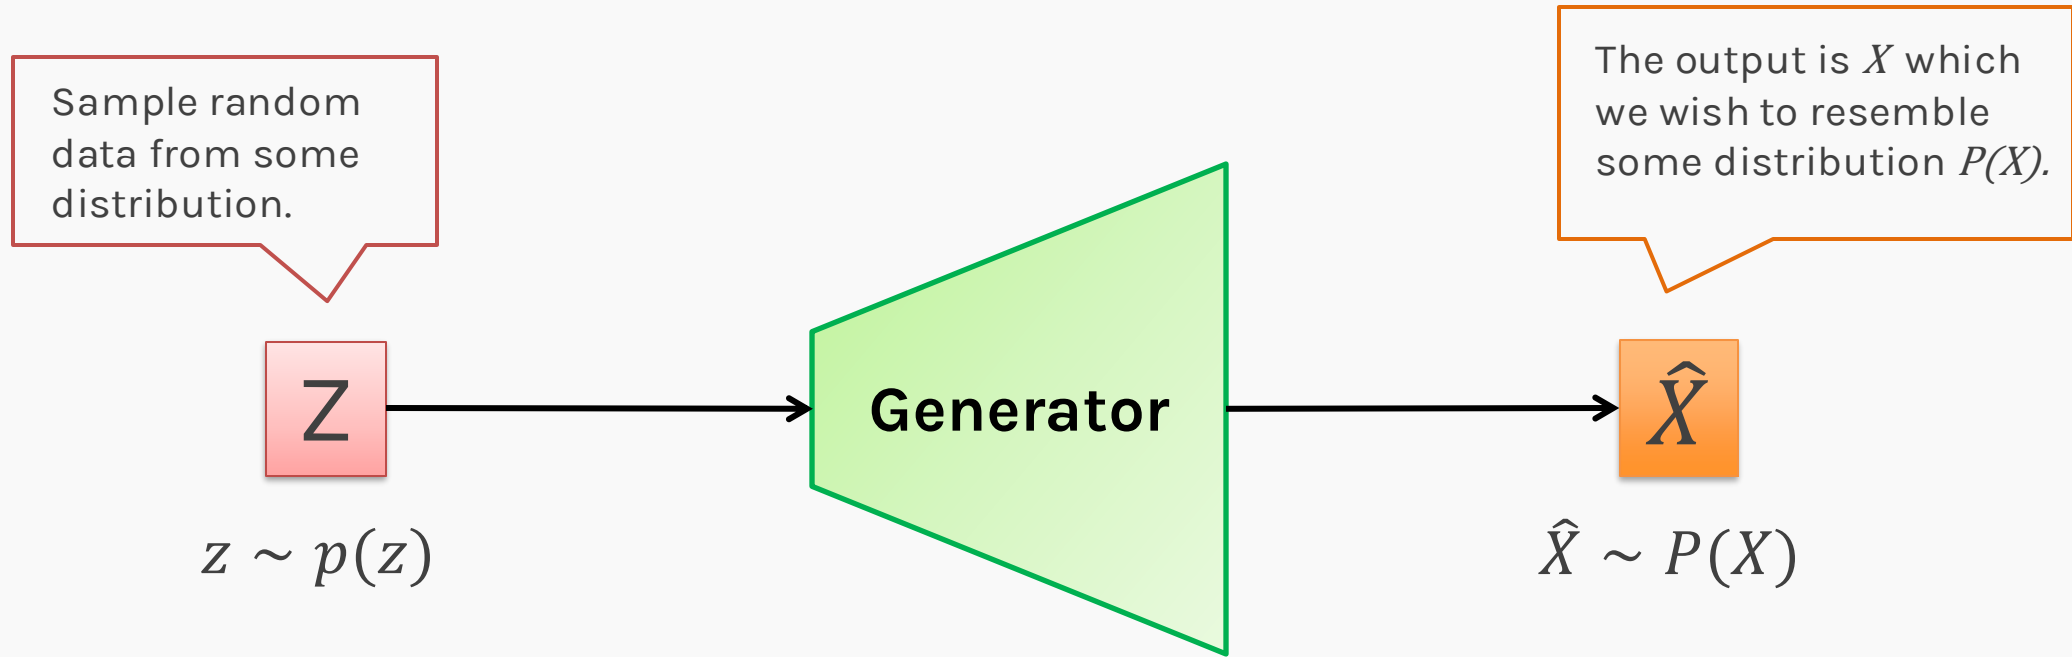 Sample random
data from some
distribution.
The output is X which
we wish to resemble
some distribution P(X).
Z
Generator
X̂
z ~ p(z)
X̂ ~ P(X)